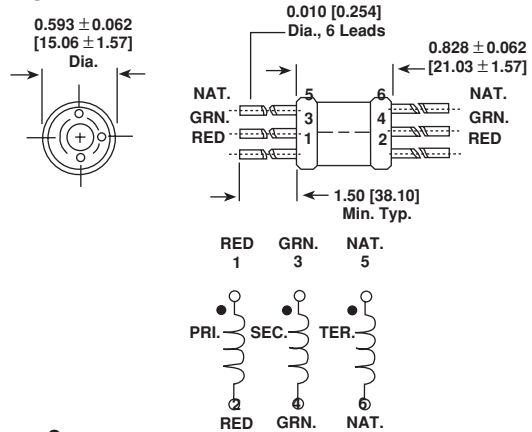 0.593 ± 0.062
[15.06 ± 1.57]
Dia.
0.010 [0.254]
Dia., 6 Leads
0.828 ± 0.062
[21.03 ± 1.57]
NAT.
GRN.
RED
5
3
1
6
4
2
NAT.
GRN.
RED
1.50 [38.10]
Min. Typ.
RED GRN. NAT.
1 3 5
PRI. SEC. TER.
2 4 6
RED GRN. NAT.